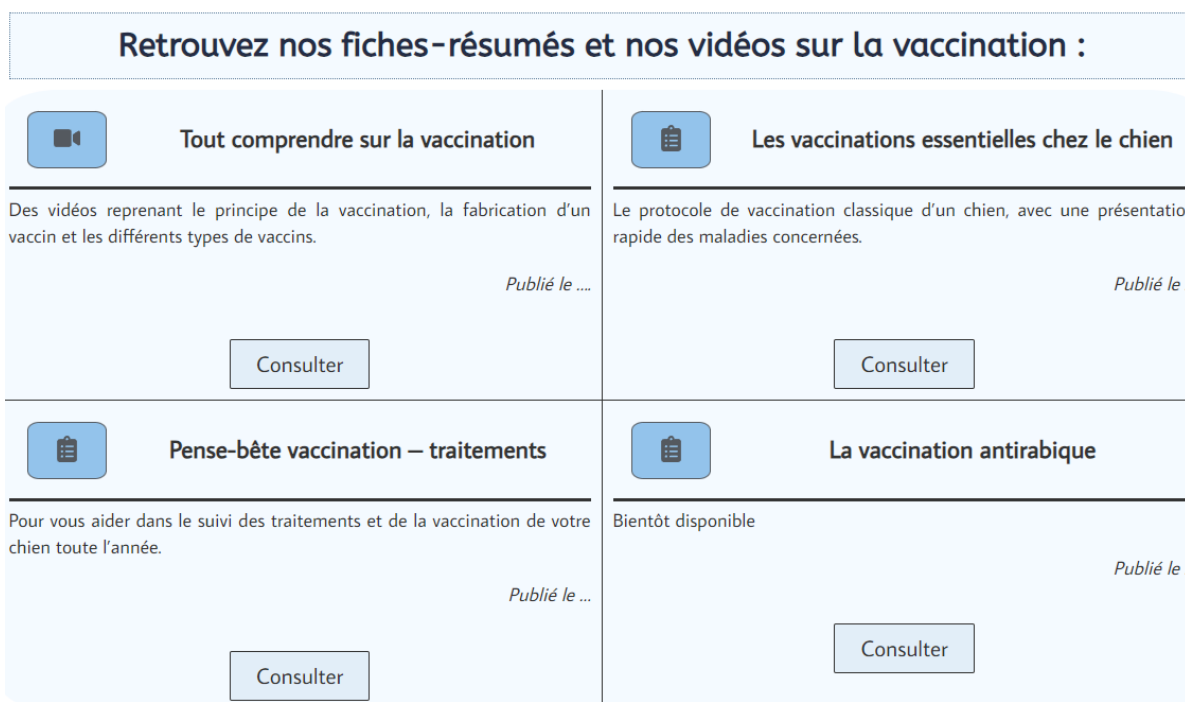 Retrouvez nos fiches-résumés et nos vidéos sur la vaccination :
Tout comprendre sur la vaccination
Des vidéos reprenant le principe de la vaccination, la fabrication d'un
vaccin et les différents types de vaccins.
Publié le ....
Consulter
Les vaccinations essentielles chez le chien
Le protocole de vaccination classique d'un chien, avec une présentatio
rapide des maladies concernées.
Publié le
Consulter
Pense-bête vaccination – traitements
Pour vous aider dans le suivi des traitements et de la vaccination de votre
chien toute l'année.
Publié le ...
Consulter
La vaccination antirabique
Bientôt disponible
Publié le
Consulter